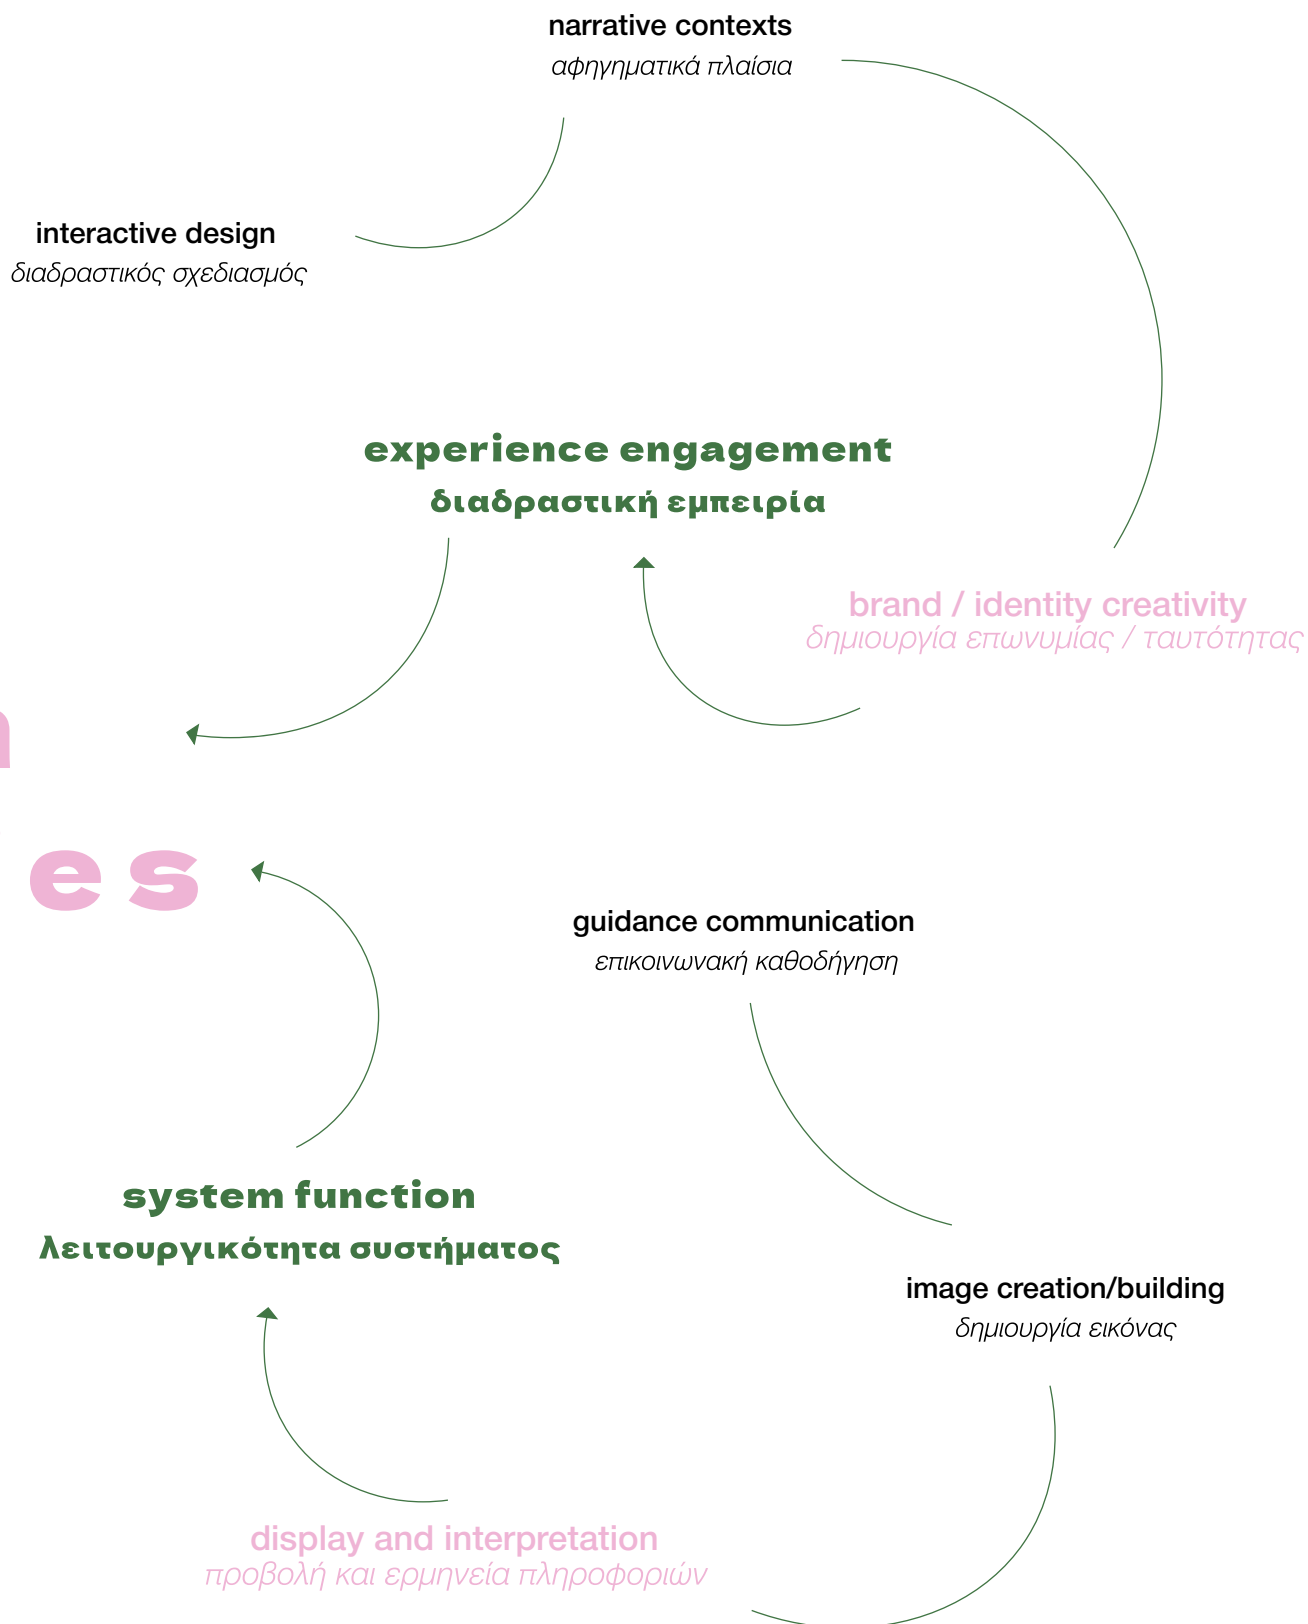 narrative contexts
αφηγηματικά πλαίσια
interactive design
διαδραστικός σχεδιασμός
experience engagement
διαδραστική εμπειρία
brand / identity creativity
δημιουργία επωνυμίας / ταυτότητας
es
guidance communication
επικοινωνακή καθοδήγηση
system function
λειτουργικότητα συστήματος
image creation/building
δημιουργία εικόνας
display and interpretation
προβολή και ερμηνεία πληροφοριών